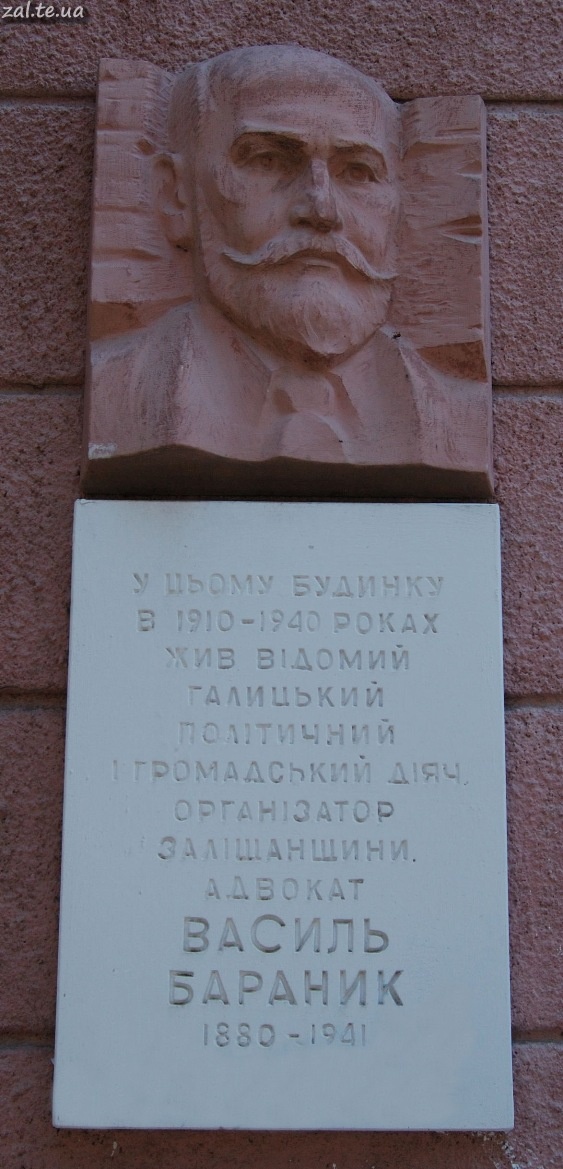 zal.te.ua
У ЦЬОМУ БУДИНКУ
В 1910-1940 РОКАХ
ЖИВ ВІДОМИЙ
ГАЛИЦЬКИЙ
ПОЛІТИЧНИЙ
І ГРОМАДСЬКИЙ ДІЯЧ,
ОРГАНІЗАТОР
ЗАЛІЩАНЩИНИ,
АДВОКАТ
ВАСИЛЬ
БАРАНИК
1880-1941